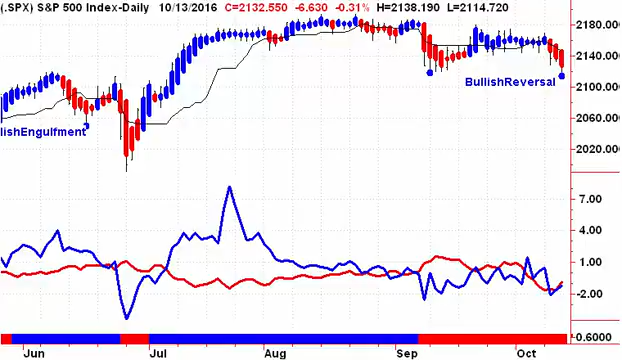 (.SPX) S&P 500 Index-Daily 10/13/2016 C=2132.550 -6.630 -0.31% H=2138.190 L=2114.720
2180.00
2140.00
BullishReversal
2100.00
lishEngulfment
2060.00
2020.00
7.00
4.00
1.00
-2.00
0.6000
Jun Jul Aug Sep Oct